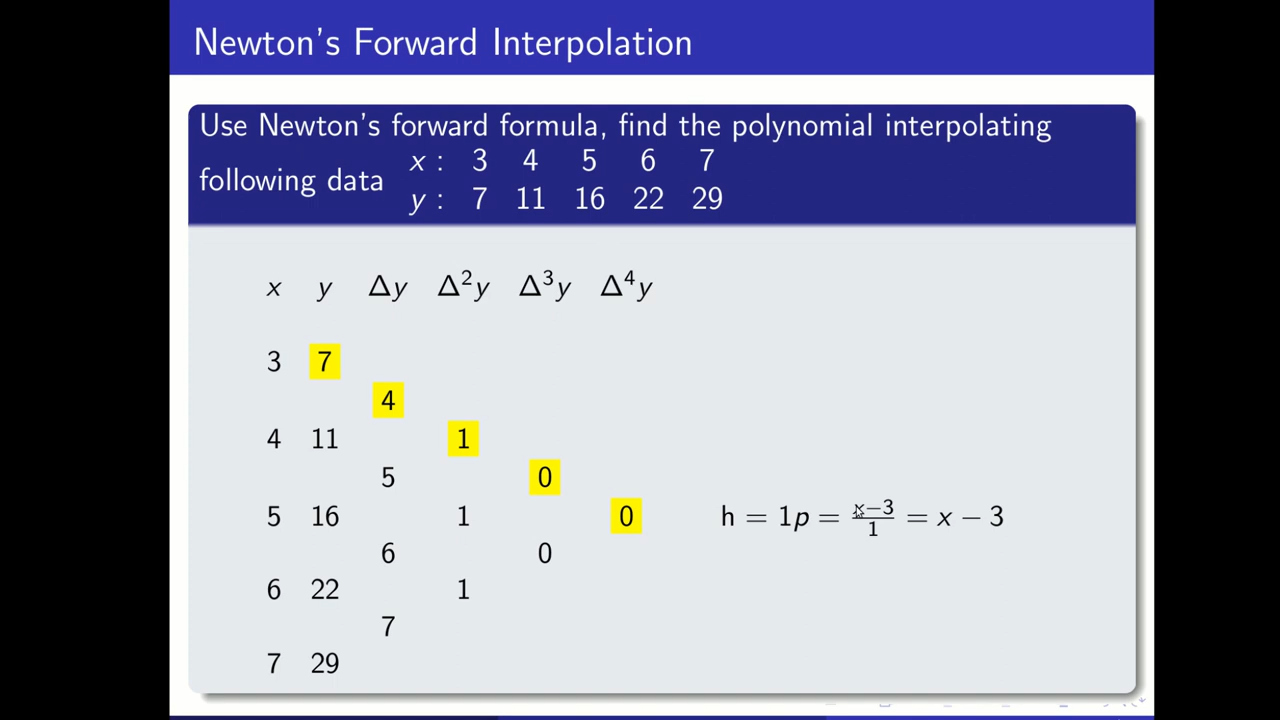 Newton's Forward Interpolation
Use Newton's forward formula, find the polynomial interpolating
following data
x : 3 4 5 6 7
y : 7 11 16 22 29
x y Δy Δ²y Δ³y Δ⁴y
3 7
4
4 11 1
5 0
5 16 1 0 h = 1p = x−3/1 = x − 3
6 0
6 22 1
7
7 29